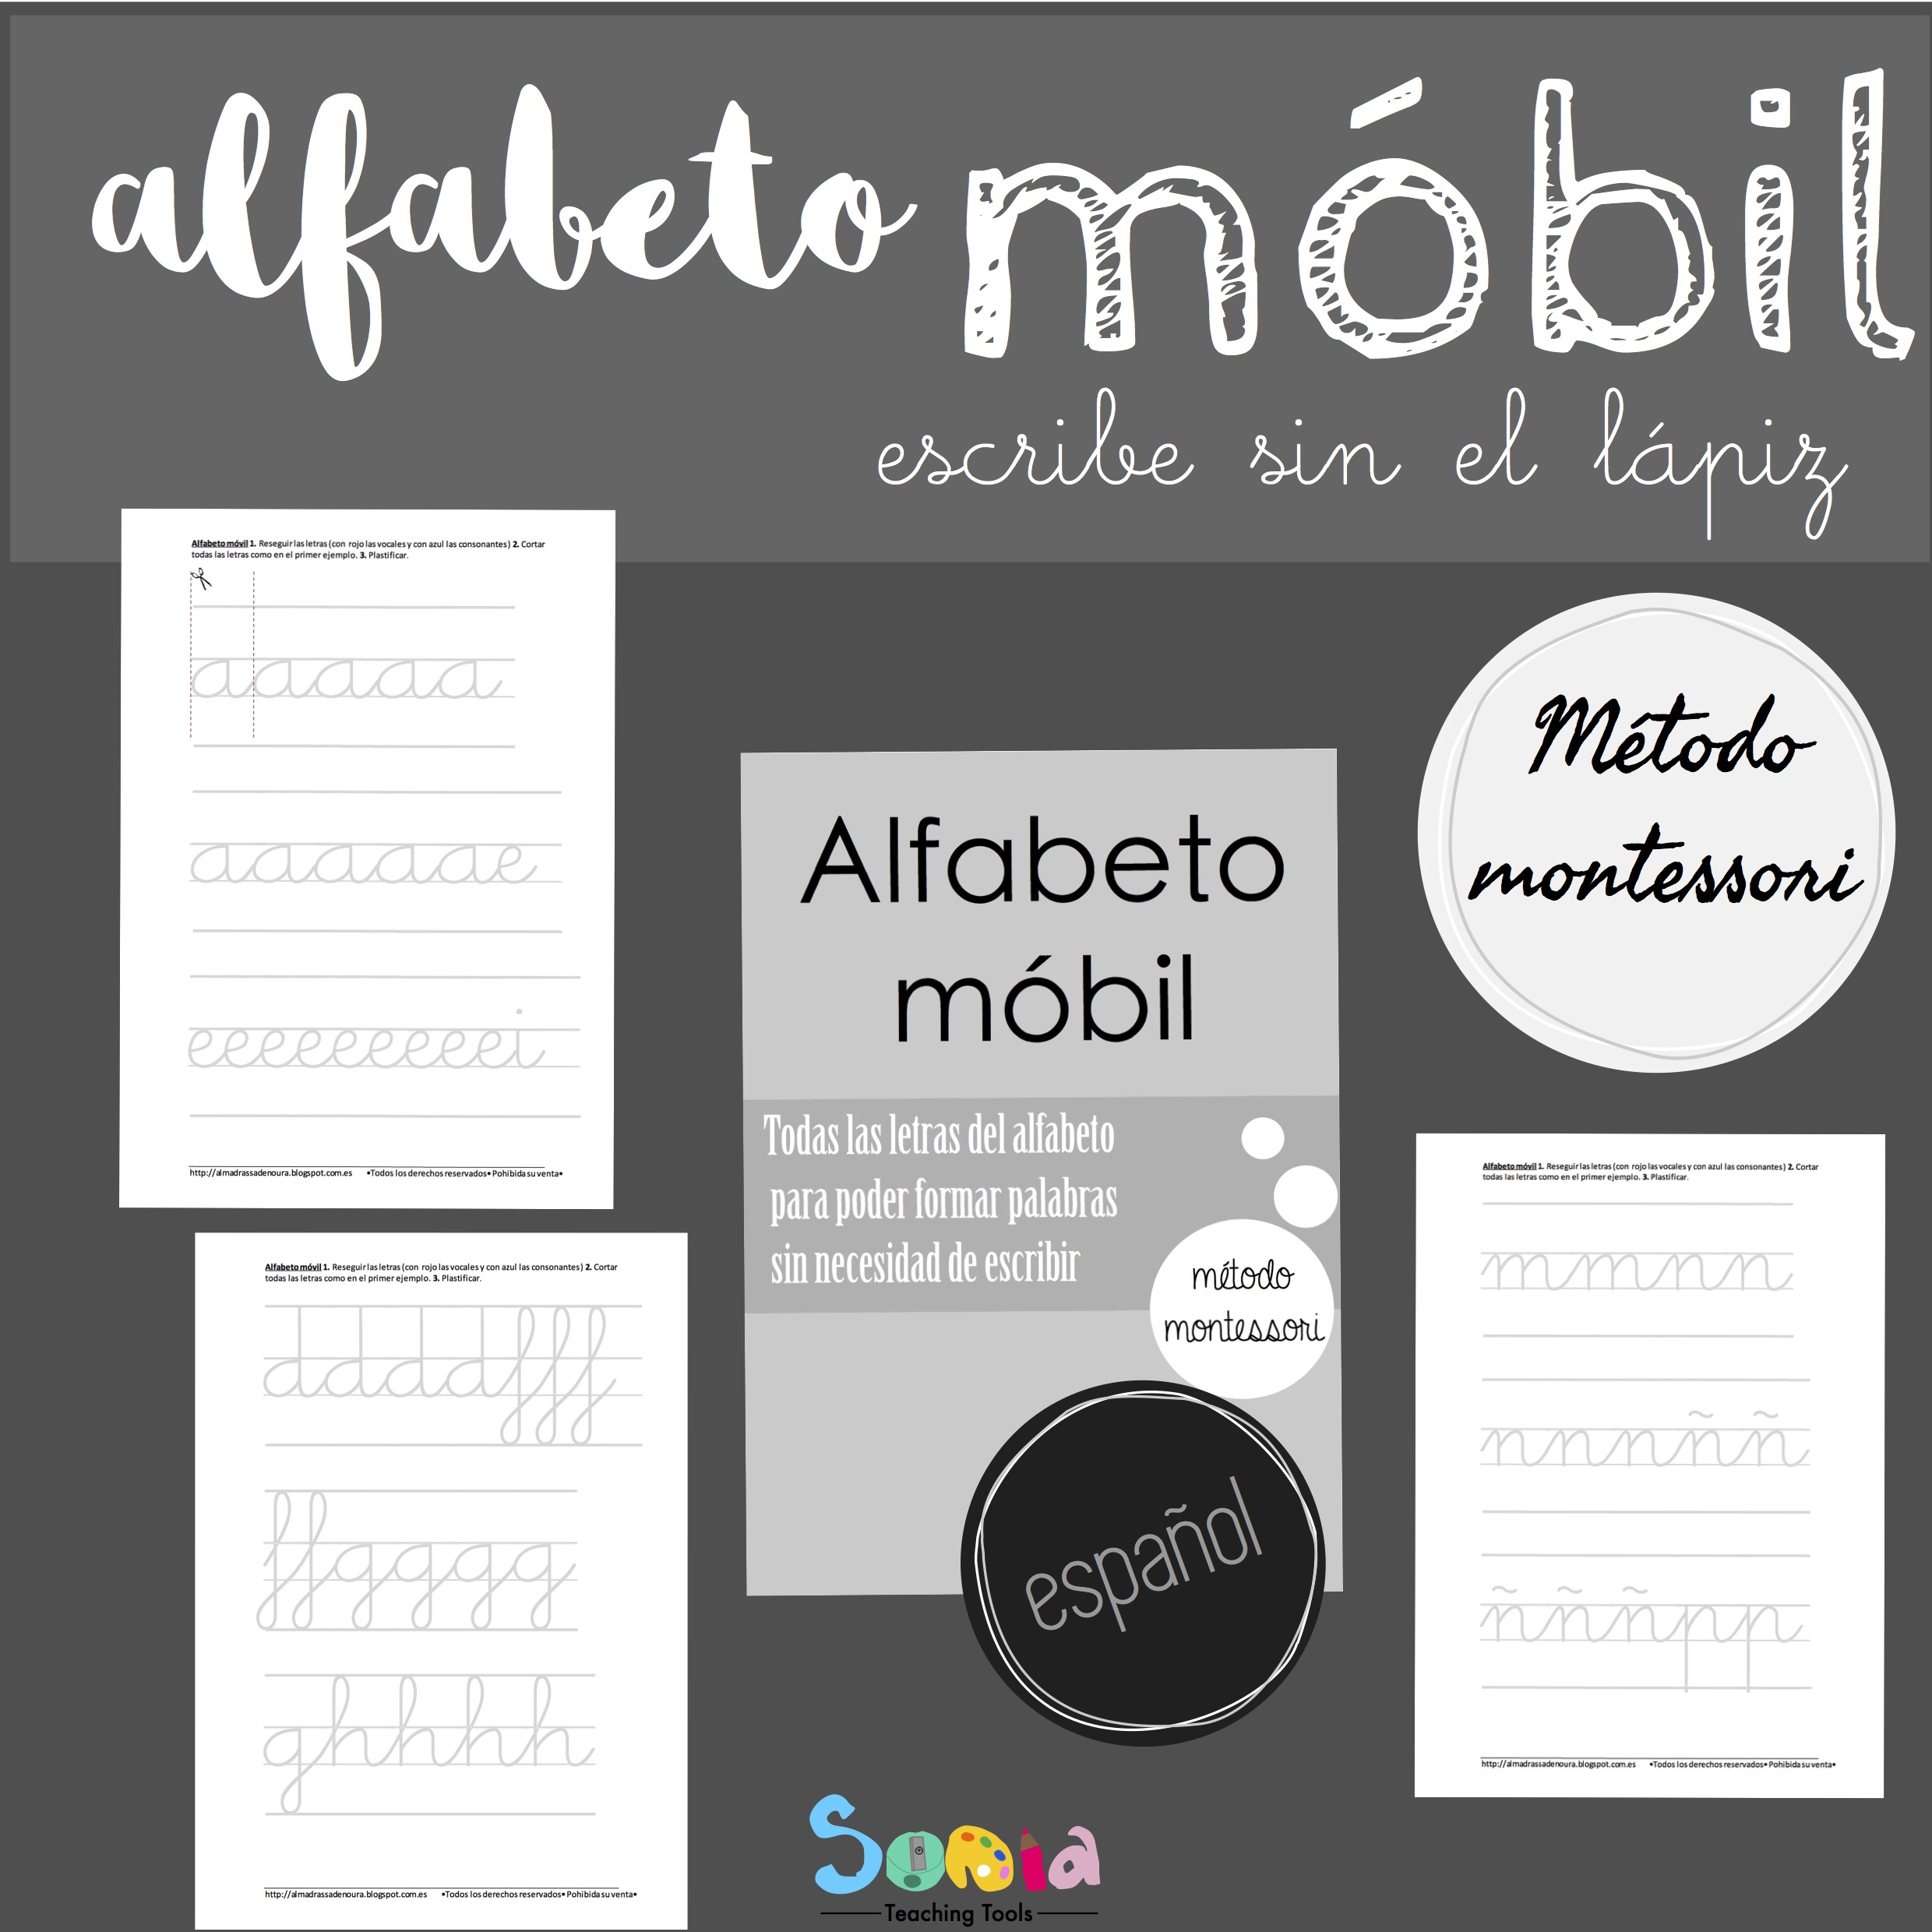 alfabeto móbil
escribe sin el lápiz
Alfabeto móvil 1. Reseguir las letras (con rojo las vocales y con azul las consonantes) 2. Cortar
todas las letras como en el primer ejemplo. 3. Plastificar.
aaaaa
aaaaae
eeeeeeeeei
http://almadrassadenoura.blogspot.com.es •Todos los derechos reservados• Pohibida su venta•
Método
montessori
Alfabeto
móbil
Todas las letras del alfabeto
para poder formar palabras
sin necesidad de escribir
método
montessori
español
Alfabeto móvil 1. Reseguir las letras (con rojo las vocales y con azul las consonantes) 2. Cortar
todas las letras como en el primer ejemplo. 3. Plastificar.
ddddfff
ffgggg
ghhhh
http://almadrassadenoura.blogspot.com.es •Todos los derechos reservados• Pohibida su venta•
Alfabeto móvil 1. Reseguir las letras (con rojo las vocales y con azul las consonantes) 2. Cortar
todas las letras como en el primer ejemplo. 3. Plastificar.
mmnn
nnnññ
ñññpp
http://almadrassadenoura.blogspot.com.es •Todos los derechos reservados• Pohibida su venta•
Sonia
Teaching Tools